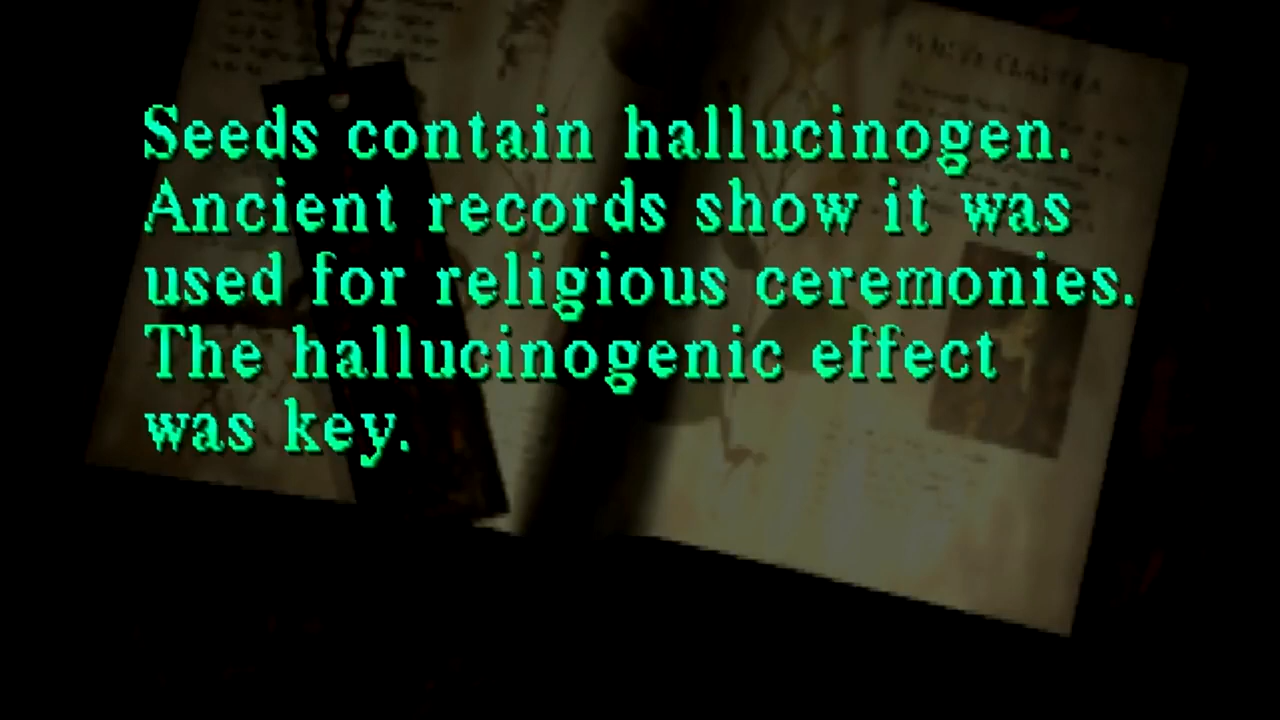 Seeds contain hallucinogen.
Ancient records show it was
used for religious ceremonies.
The hallucinogenic effect
was key.